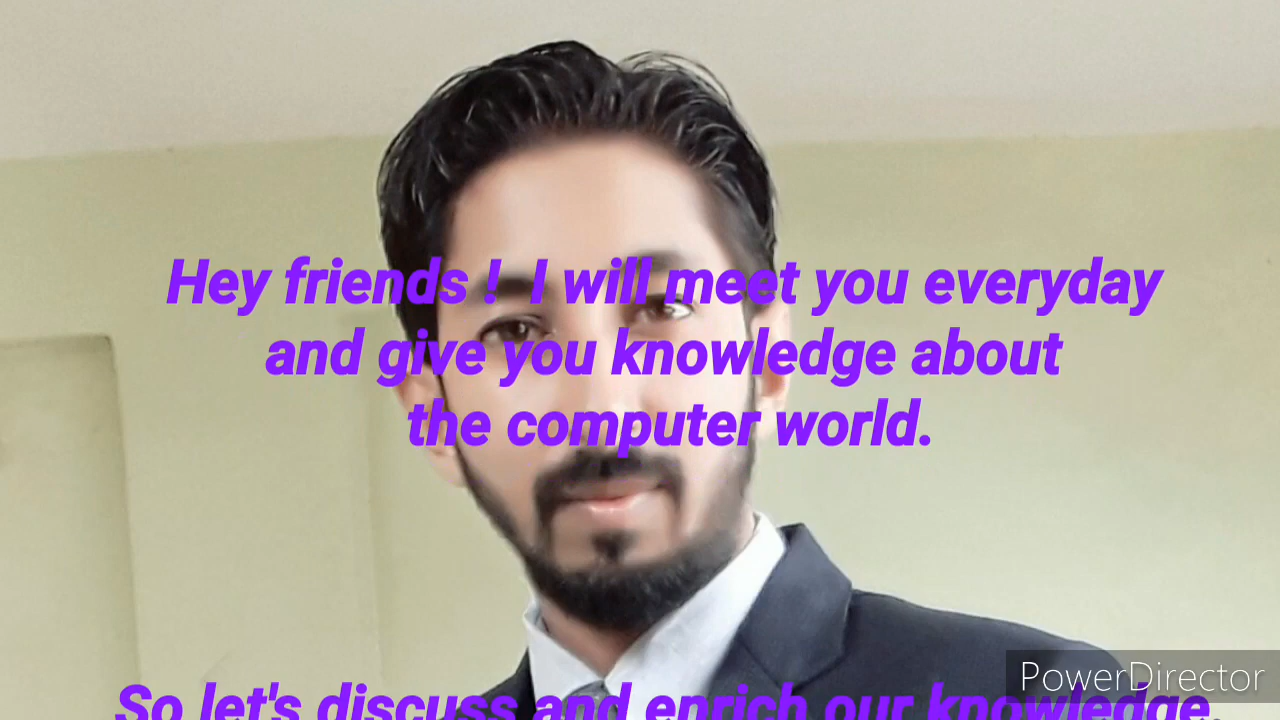 Hey friends !  I will meet you everyday
and give you knowledge about
the computer world.
PowerDirector
So let's discuss and enrich our knowledge.